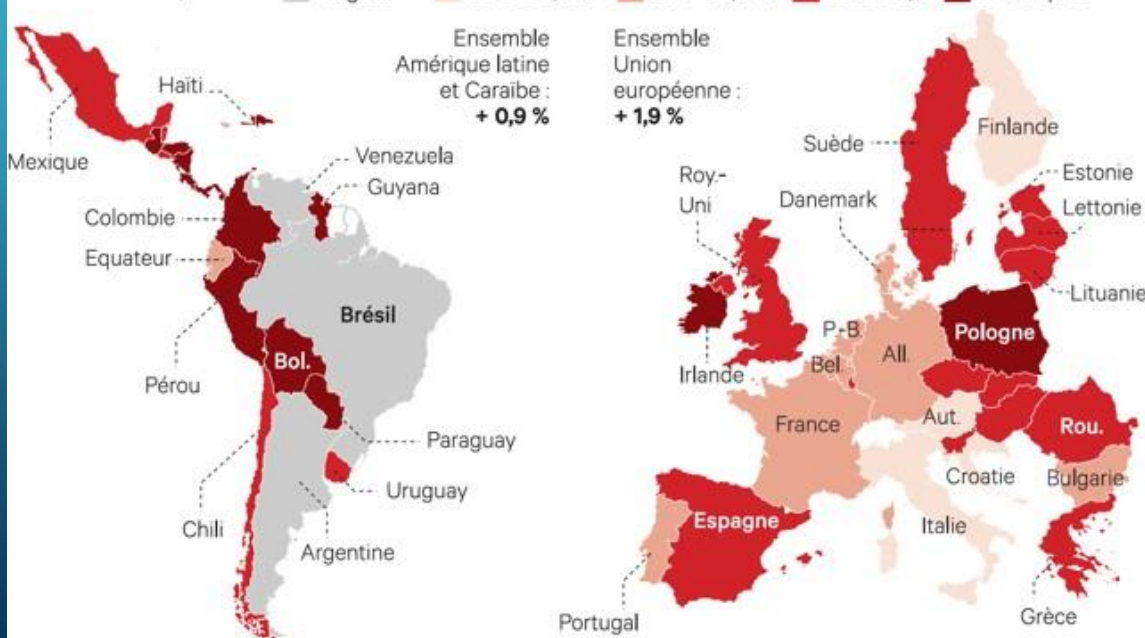 Ensemble
Amérique latine
et Caraïbe :
+ 0,9 %
Ensemble
Union
européenne :
+ 1,9 %
Haïti
Mexique
Venezuela
Guyana
Colombie
Equateur
Brésil
Pérou
Bol.
Paraguay
Uruguay
Chili
Argentine
Finlande
Suède
Estonie
Roy.-
Uni
Danemark
Lettonie
Lituanie
P.-B.
Pologne
Bel.
All.
Irlande
France
Aut.
Rou.
Croatie
Bulgarie
Espagne
Italie
Portugal
Grèce